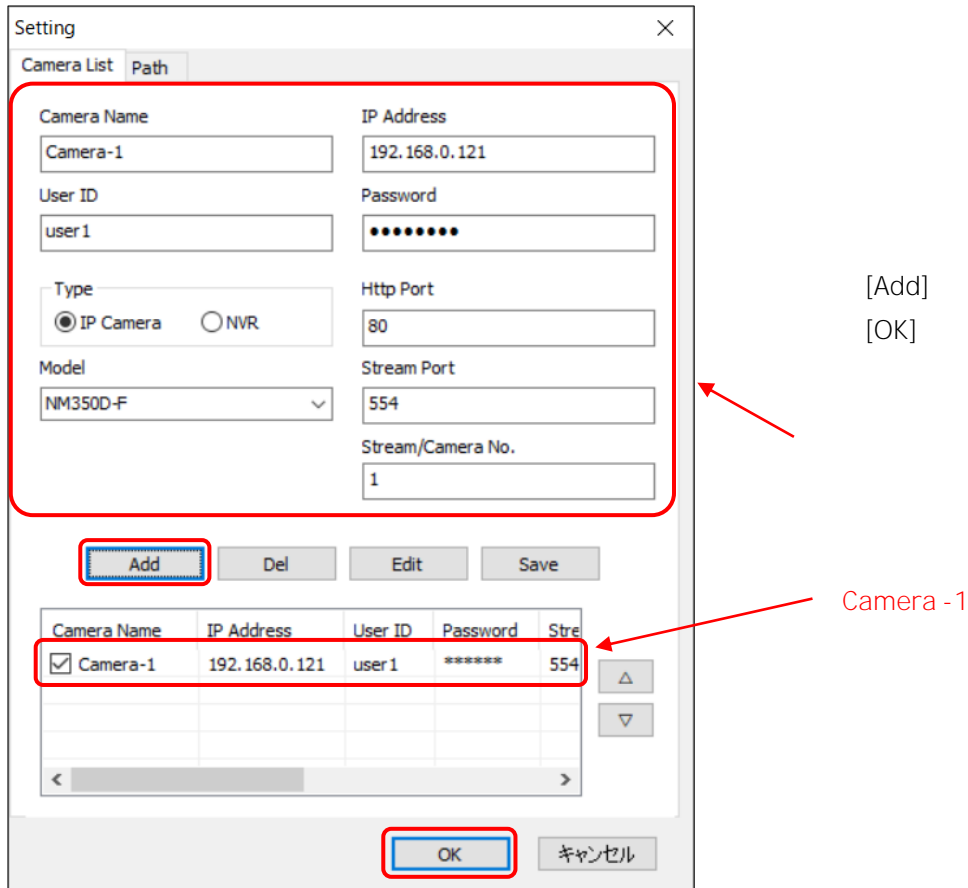 Setting
Camera List Path
Camera Name IP Address
Camera-1 192.168.0.121
User ID Password
user1 ••••••••
Type Http Port
IP Camera NVR 80
[Add]
[OK]
Model Stream Port
NM350D-F 554
Stream/Camera No.
1
Add Del Edit Save
Camera -1
Camera Name IP Address User ID Password Stre
Camera-1 192.168.0.121 user1 ****** 554
OK キャンセル